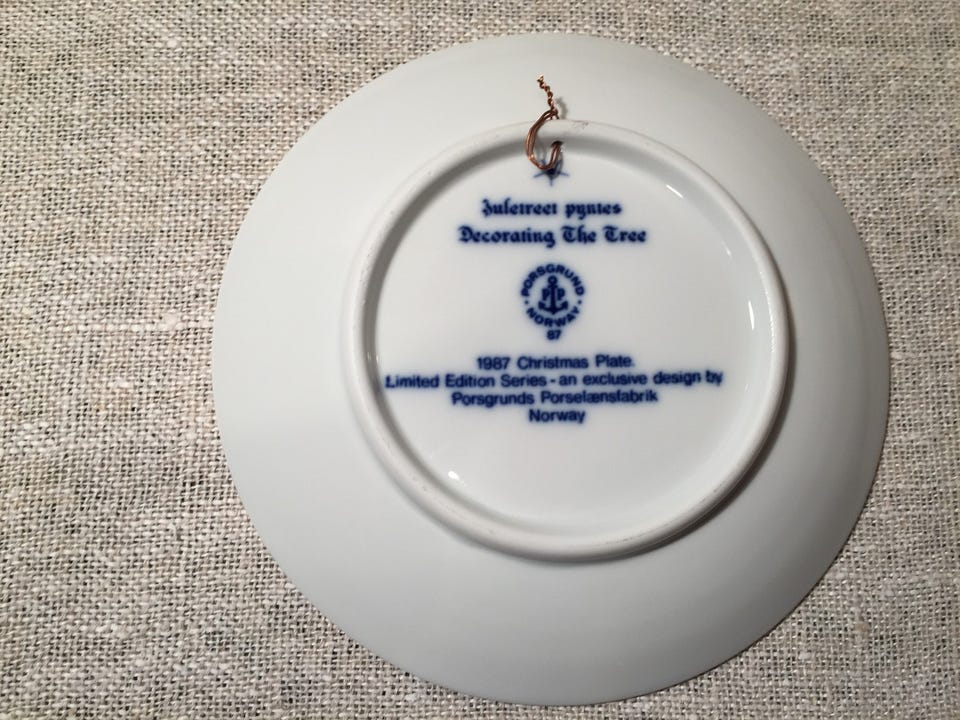 Juletreet pyntes
Decorating The Tree
PORSGRUND
PP
NORWAY
87
1987 Christmas Plate.
Limited Edition Series - an exclusive design by
Porsgrunds Porselænsfabrik
Norway